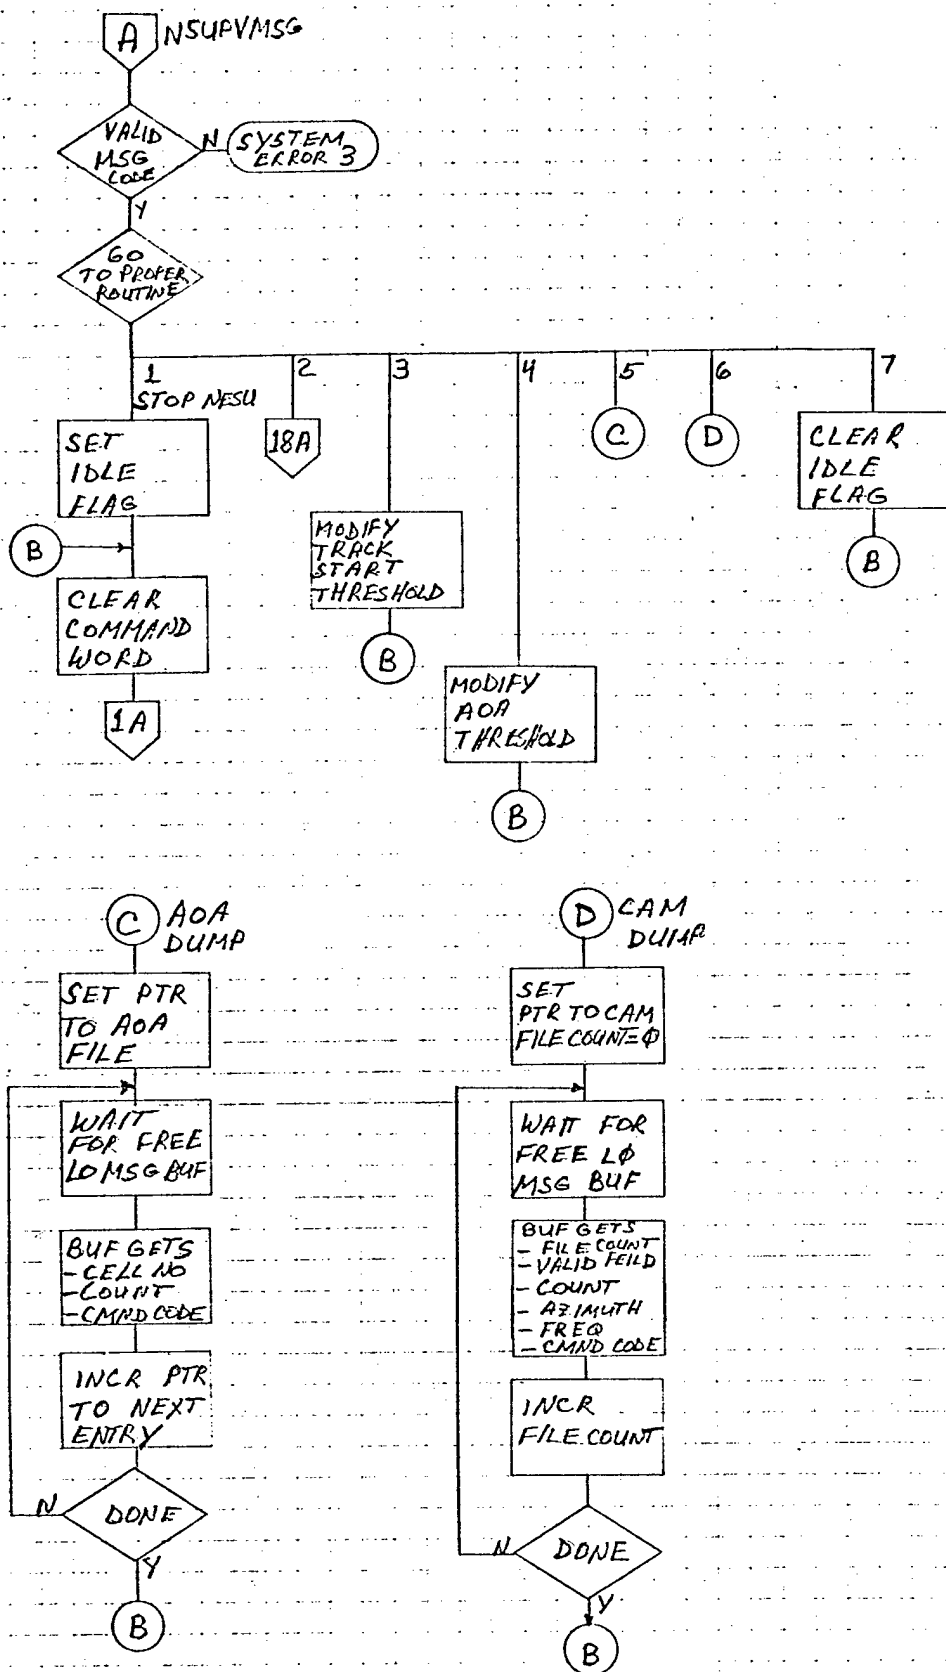 A NSUPVMSG
VALID
MSG
CODE
N
SYSTEM
ERROR 3
Y
GO
TO PROPER
ROUTINE
1
STOP NESU
2
3
4
5
6
7
SET
IDLE
FLAG
18A
C
D
CLEAR
IDLE
FLAG
B
B
MODIFY
TRACK
START
THRESHOLD
CLEAR
COMMAND
WORD
B
MODIFY
AOA
THRESHOLD
1A
B
C AOA
DUMP
SET PTR
TO AOA
FILE
WAIT
FOR FREE
LO MSG BUF
BUF GETS
- CELL NO
- COUNT
- CMND CODE
INCR PTR
TO NEXT
ENTRY
N
DONE
Y
B
D CAM
DUMP
SET
PTR TO CAM
FILE COUNT=Φ
WAIT FOR
FREE LΦ
MSG BUF
BUF GETS
- FILE COUNT
- VALID FEILD
- COUNT
- AZIMUTH
- FREQ
- CMND CODE
INCR
FILE COUNT
N
DONE
Y
B